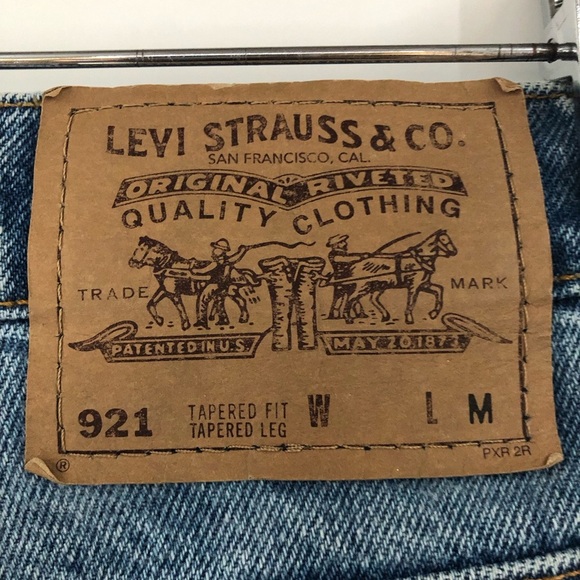 LEVI STRAUSS & CO.
SAN FRANCISCO, CAL.
ORIGINAL RIVETED
QUALITY CLOTHING
TRADE MARK
PATENTED IN U.S. MAY 20, 1873
921 TAPERED FIT W L M
TAPERED LEG
® PXR 2R